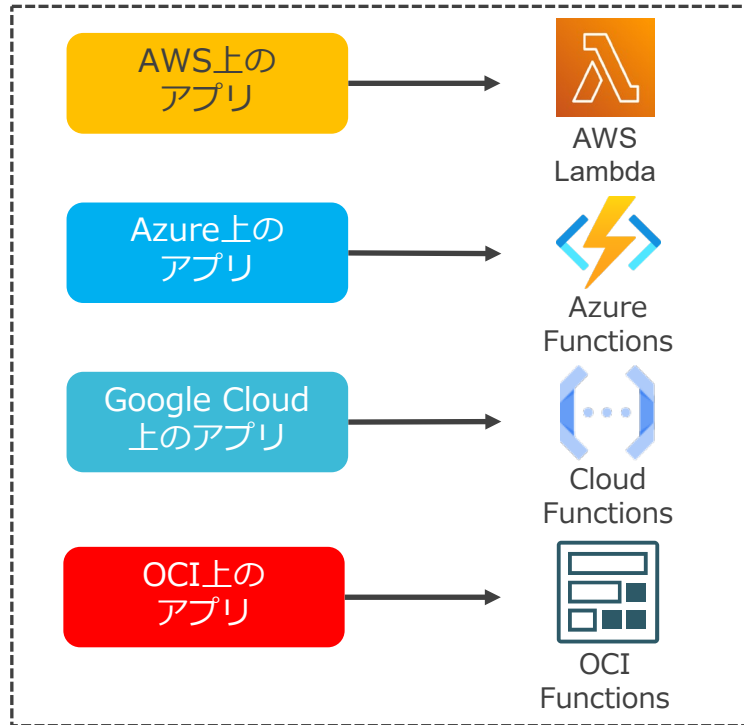 AWS上の
アプリ
AWS
Lambda
Azure上の
アプリ
Azure
Functions
Google Cloud
上のアプリ
Cloud
Functions
OCI上の
アプリ
OCI
Functions